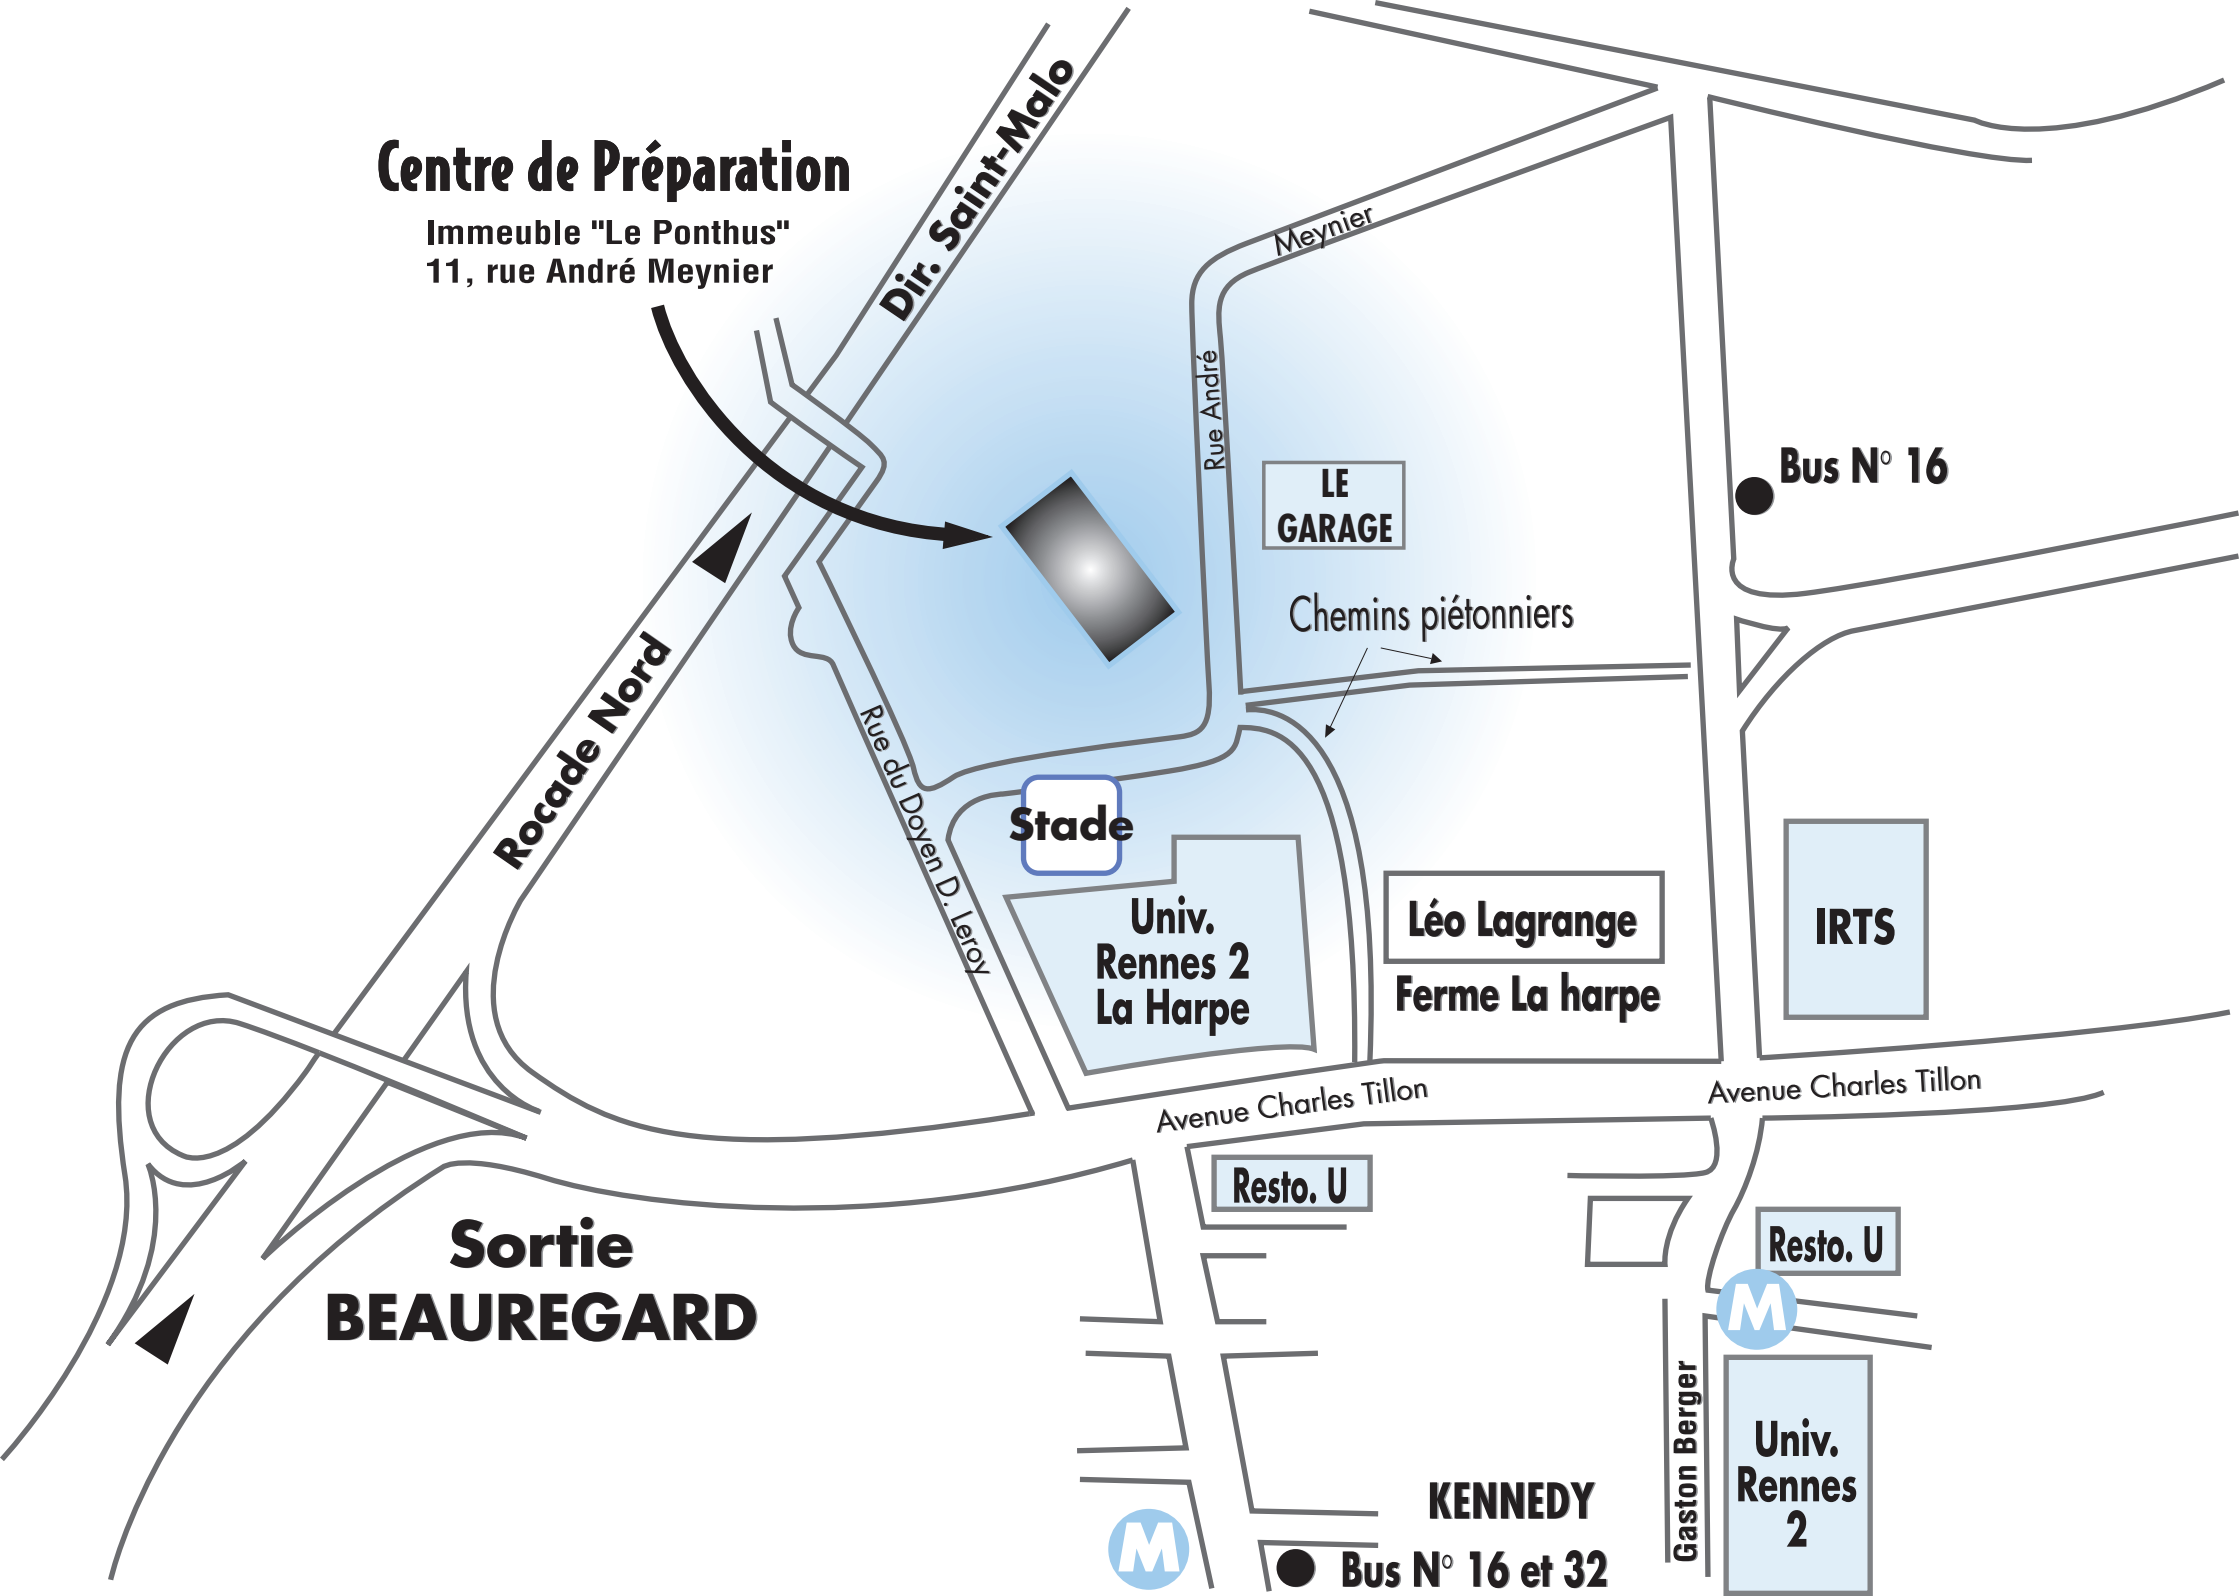 Dir. Saint-Malo
Centre de Préparation
Immeuble "Le Ponthus"
11, rue André Meynier
Meynier
Rue André
LE
GARAGE
Bus N° 16
Chemins piétonniers
Rocade Nord
Rue du Doyen D. Leroy
Stade
Univ.
Rennes 2
La Harpe
Léo Lagrange
Ferme La harpe
IRTS
Avenue Charles Tillon
Avenue Charles Tillon
Resto. U
Resto. U
Sortie
BEAUREGARD
M
Gaston Berger
Univ.
Rennes
2
KENNEDY
M
Bus N° 16 et 32